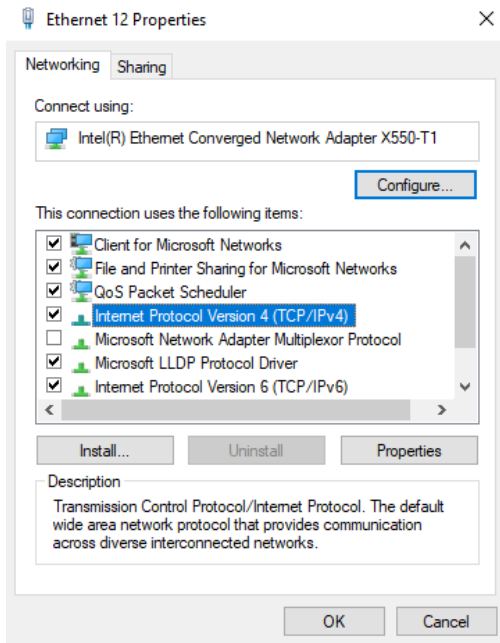 Ethernet 12 Properties
Networking
Sharing
Connect using:
Intel(R) Ethernet Converged Network Adapter X550-T1
Configure...
This connection uses the following items:
Client for Microsoft Networks
File and Printer Sharing for Microsoft Networks
QoS Packet Scheduler
Internet Protocol Version 4 (TCP/IPv4)
Microsoft Network Adapter Multiplexor Protocol
Microsoft LLDP Protocol Driver
Internet Protocol Version 6 (TCP/IPv6)
Install...
Uninstall
Properties
Description
Transmission Control Protocol/Internet Protocol. The default
wide area network protocol that provides communication
across diverse interconnected networks.
OK
Cancel